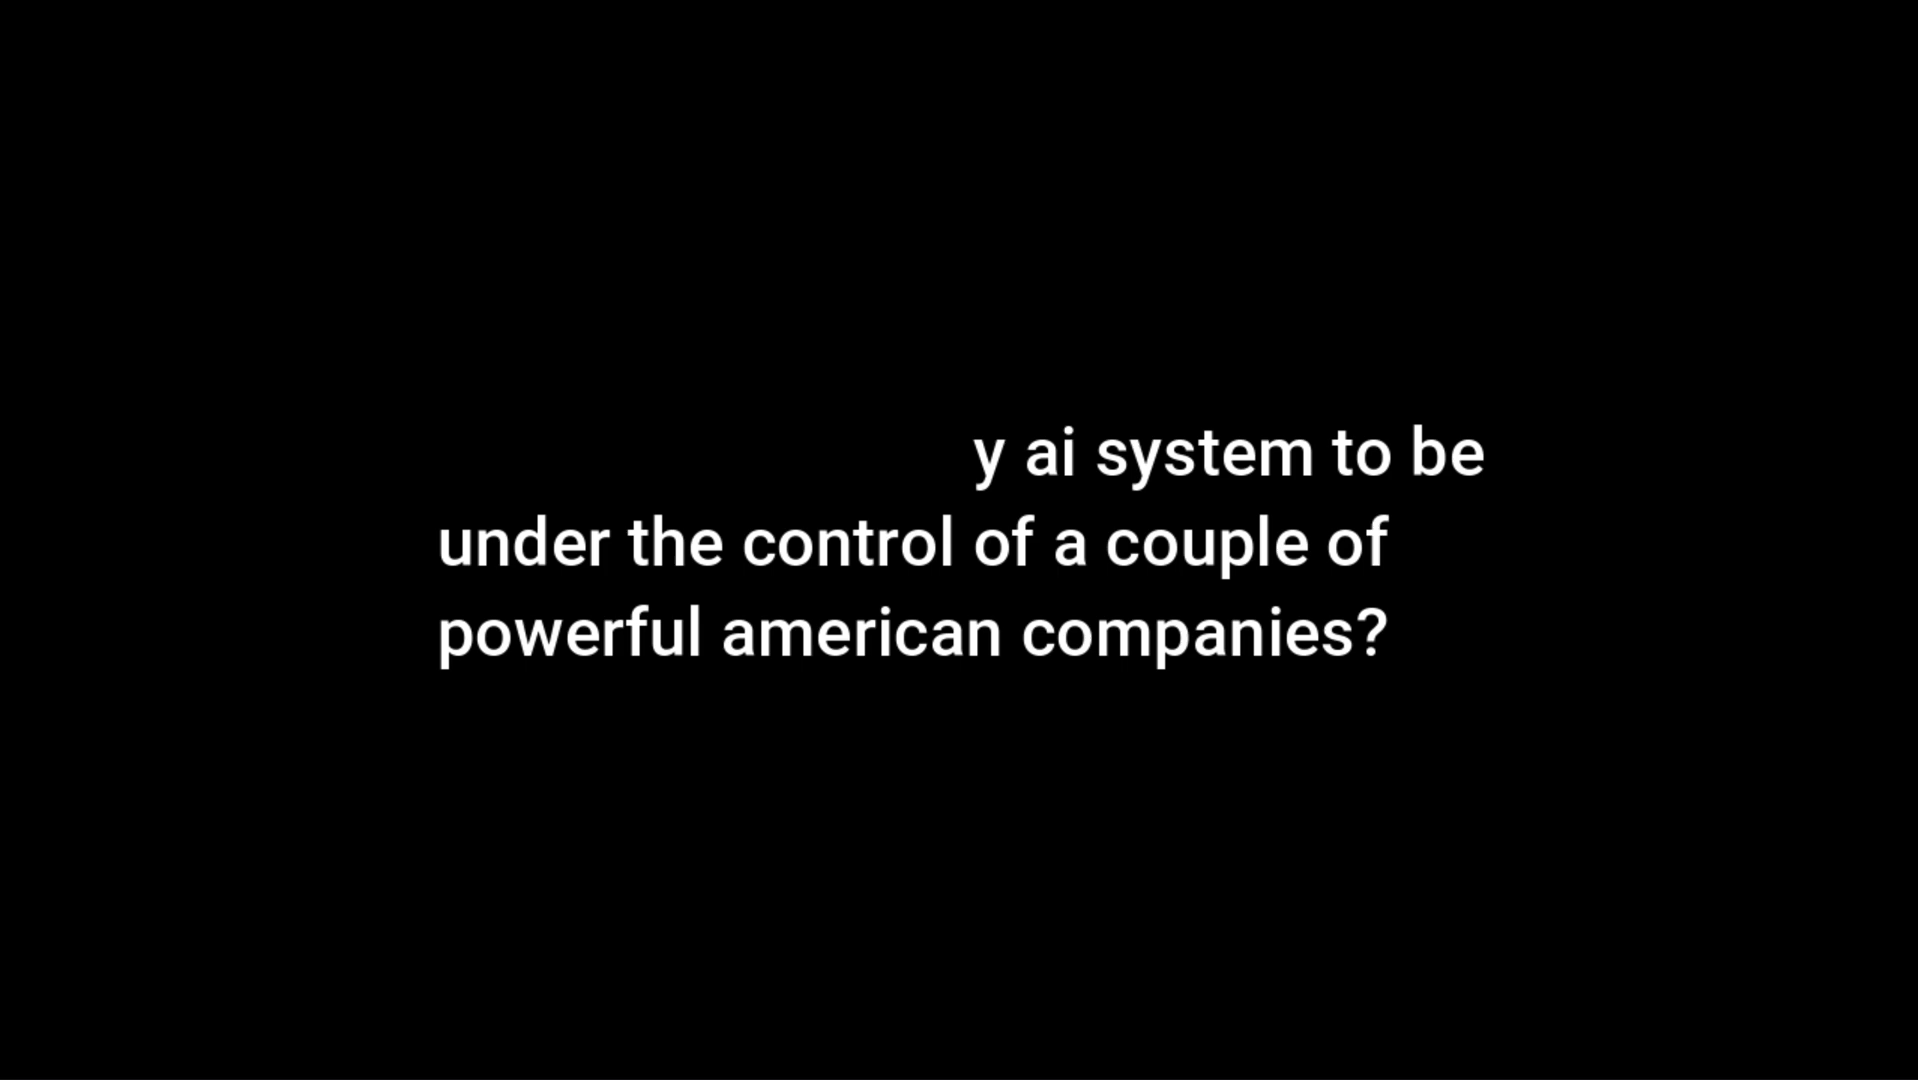 y ai system to be
under the control of a couple of
powerful american companies?